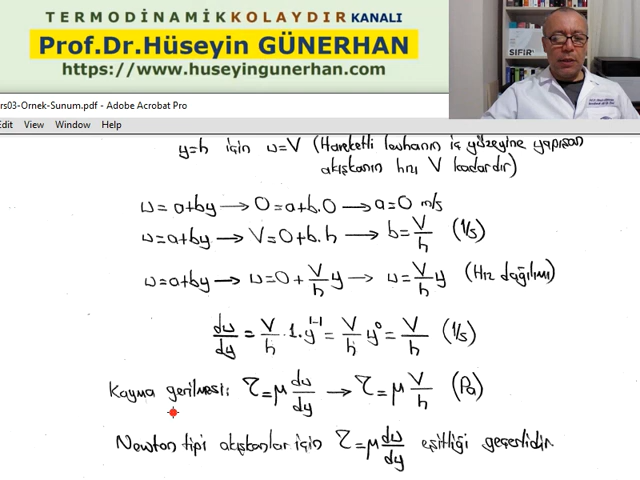 TERMODİNAMİK KOLAYDIR KANALI
Prof.Dr.Hüseyin GÜNERHAN
https://www.huseyingunerhan.com
rs03-Ornek-Sunum.pdf - Adobe Acrobat Pro
Edit View Window Help
SIFIR
y=h için u=V (Hareketli levhanın iç yüzeyine yapışan
akışkanın hızı V kadardır)
u=a+by → 0=a+b.0 → a=0 m/s
u=a+by → V=0+b.h → b=V/h (1/s)
u=a+by → u=0+V/h y → u=V/h y (Hız dağılımı)
du/dy = V/h . 1.y¹⁻¹ = V/h y⁰ = V/h (1/s)
Kayma gerilmesi: τ=μ du/dy → τ=μ V/h (Pa)
Newton tipi akışkanlar için τ=μ du/dy eşitliği geçerlidir.